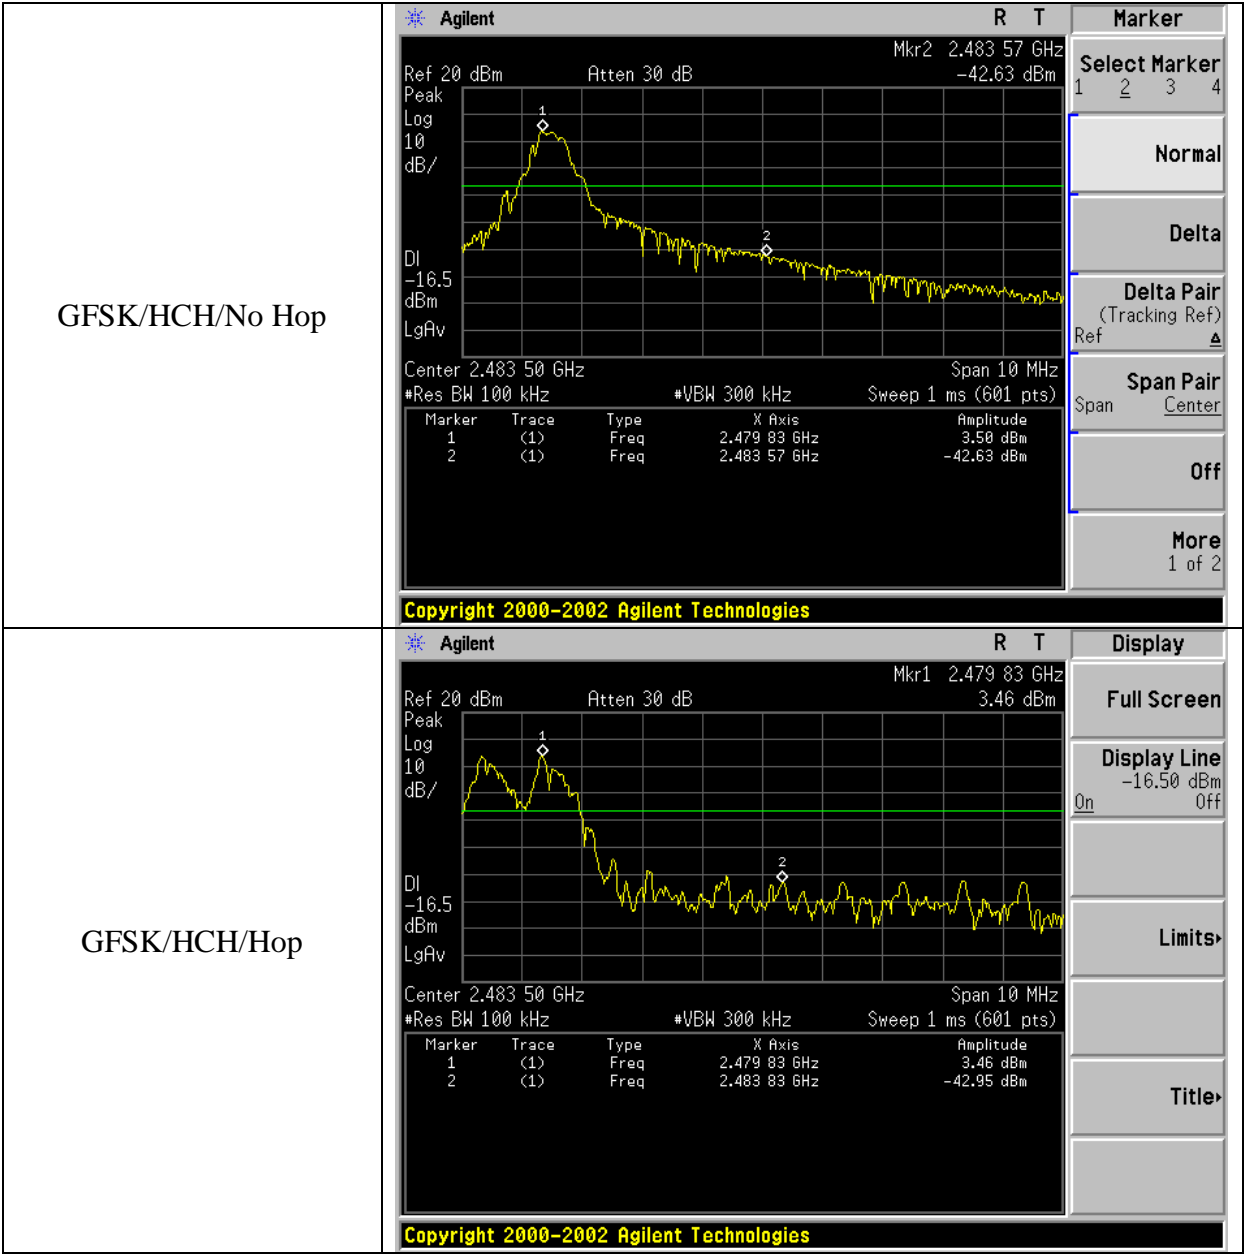 GFSK/HCH/No Hop
Agilent R T
Mkr2 2.483 57 GHz
Ref 20 dBm Atten 30 dB -42.63 dBm
Peak
Log
10
dB/
1
2
DI
-16.5
dBm
LgAv
Center 2.483 50 GHz Span 10 MHz
#Res BW 100 kHz #VBW 300 kHz Sweep 1 ms (601 pts)
Marker Trace Type X Axis Amplitude
1 (1) Freq 2.479 83 GHz 3.50 dBm
2 (1) Freq 2.483 57 GHz -42.63 dBm
Copyright 2000-2002 Agilent Technologies
Marker
Select Marker
1 2 3 4
Normal
Delta
Delta Pair
(Tracking Ref)
Ref Δ
Span Pair
Span Center
Off
More
1 of 2
GFSK/HCH/Hop
Agilent R T
Mkr1 2.479 83 GHz
Ref 20 dBm Atten 30 dB 3.46 dBm
Peak
Log
10
dB/
1
2
DI
-16.5
dBm
LgAv
Center 2.483 50 GHz Span 10 MHz
#Res BW 100 kHz #VBW 300 kHz Sweep 1 ms (601 pts)
Marker Trace Type X Axis Amplitude
1 (1) Freq 2.479 83 GHz 3.46 dBm
2 (1) Freq 2.483 83 GHz -42.95 dBm
Copyright 2000-2002 Agilent Technologies
Display
Full Screen
Display Line
-16.50 dBm
On Off
Limits
Title